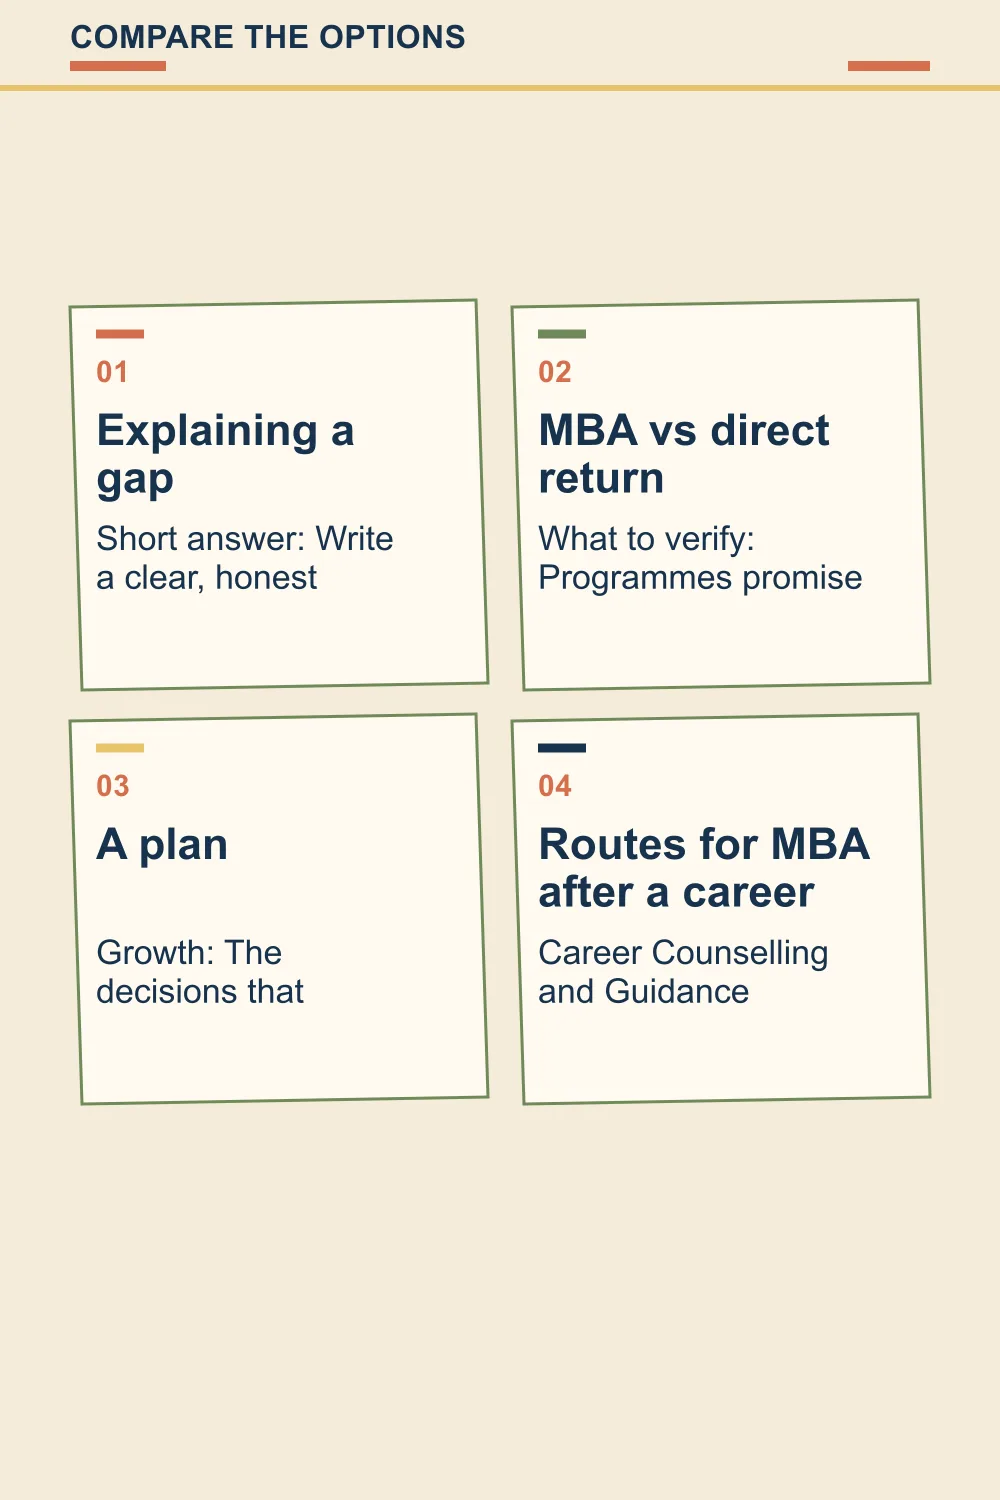 COMPARE THE OPTIONS
01
Explaining a
gap
Short answer: Write
a clear, honest
02
MBA vs direct
return
What to verify:
Programmes promise
03
A plan
Growth: The
decisions that
04
Routes for MBA
after a career
Career Counselling
and Guidance